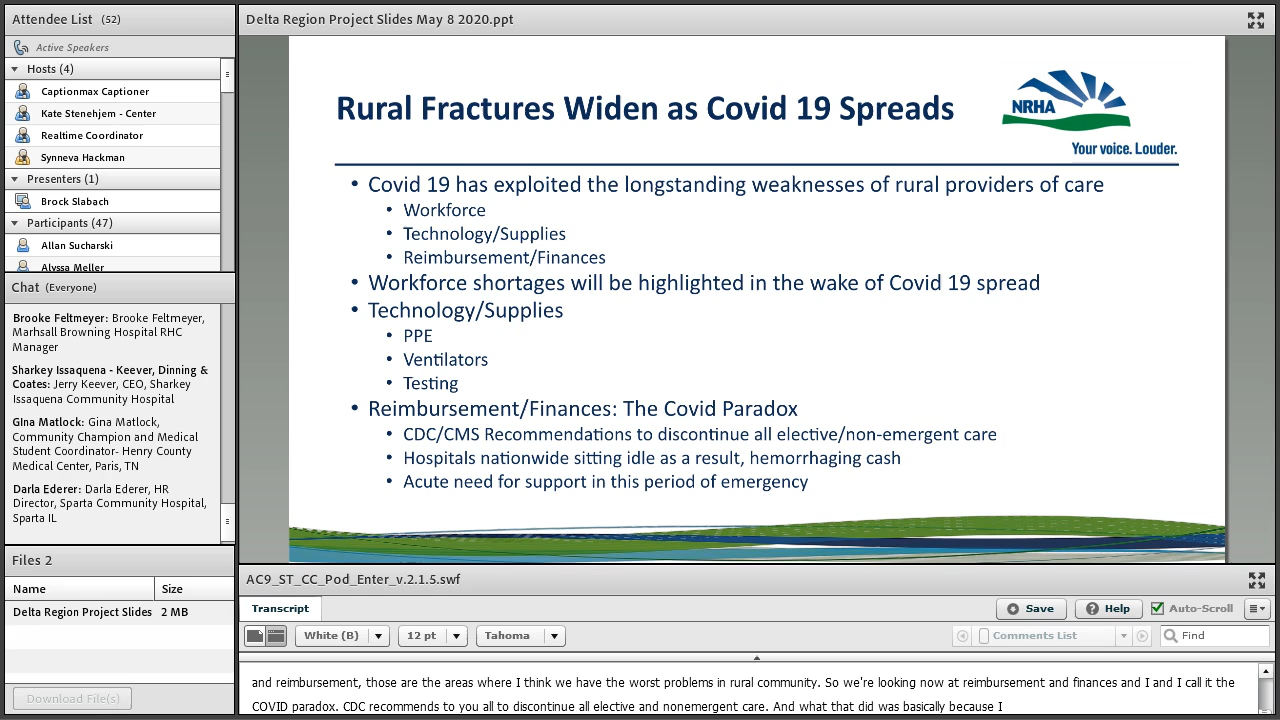 Attendee List (52)
Active Speakers
Hosts (4)
Captionmax Captioner
Kate Stenehjem - Center
Realtime Coordinator
Synneva Hackman
Presenters (1)
Brock Slabach
Participants (47)
Allan Sucharski
Alyssa Meller
Chat (Everyone)
Brooke Feltmeyer: Brooke Feltmeyer,
Marhsall Browning Hospital RHC
Manager
Sharkey Issaquena - Keever, Dinning &
Coates: Jerry Keever, CEO, Sharkey
Issaquena Community Hospital
Gina Matlock: Gina Matlock,
Community Champion and Medical
Student Coordinator- Henry County
Medical Center, Paris, TN
Darla Ederer: Darla Ederer, HR
Director, Sparta Community Hospital,
Sparta IL
Files 2
Name Size
Delta Region Project Slides 2 MB
Download File(s)
Delta Region Project Slides May 8 2020.ppt
Rural Fractures Widen as Covid 19 Spreads
NRHA
Your voice. Louder.
• Covid 19 has exploited the longstanding weaknesses of rural providers of care
• Workforce
• Technology/Supplies
• Reimbursement/Finances
• Workforce shortages will be highlighted in the wake of Covid 19 spread
• Technology/Supplies
• PPE
• Ventilators
• Testing
• Reimbursement/Finances: The Covid Paradox
• CDC/CMS Recommendations to discontinue all elective/non-emergent care
• Hospitals nationwide sitting idle as a result, hemorrhaging cash
• Acute need for support in this period of emergency
AC9_ST_CC_Pod_Enter_v.2.1.5.swf
Transcript Save Help Auto-Scroll
White (B) 12 pt Tahoma Comments List Find
and reimbursement, those are the areas where I think we have the worst problems in rural community. So we're looking now at reimbursement and finances and I and I call it the
COVID paradox. CDC recommends to you all to discontinue all elective and nonemergent care. And what that did was basically because I